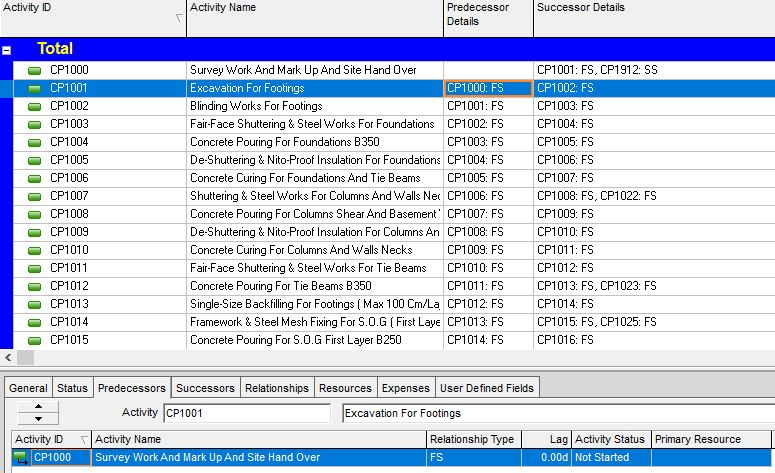 Activity ID Activity Name Predecessor Details Successor Details
Total
CP1000 Survey Work And Mark Up And Site Hand Over CP1001: FS, CP1912: SS
CP1001 Excavation For Footings CP1000: FS CP1002: FS
CP1002 Blinding Works For Footings CP1001: FS CP1003: FS
CP1003 Fair-Face Shuttering & Steel Works For Foundations CP1002: FS CP1004: FS
CP1004 Concrete Pouring For Foundations B350 CP1003: FS CP1005: FS
CP1005 De-Shuttering & Nito-Proof Insulation For Foundations CP1004: FS CP1006: FS
CP1006 Concrete Curing For Foundations And Tie Beams CP1005: FS CP1007: FS
CP1007 Shuttering & Steel Works For Columns And Walls Nec CP1006: FS CP1008: FS, CP1022: FS
CP1008 Concrete Pouring For Columns Shear And Basement CP1007: FS CP1009: FS
CP1009 De-Shuttering & Nito-Proof Insulation For Columns An CP1008: FS CP1010: FS
CP1010 Concrete Curing For Columns And Walls Necks CP1009: FS CP1011: FS
CP1011 Fair-Face Shuttering & Steel Works For Tie Beams CP1010: FS CP1012: FS
CP1012 Concrete Pouring For Tie Beams B350 CP1011: FS CP1013: FS, CP1023: FS
CP1013 Single-Size Backfilling For Footings ( Max 100 Cm/La CP1012: FS CP1014: FS
CP1014 Framework & Steel Mesh Fixing For S.O.G ( First Laye CP1013: FS CP1015: FS, CP1025: FS
CP1015 Concrete Pouring For S.O.G First Layer B250 CP1014: FS CP1016: FS
General Status Predecessors Successors Relationships Resources Expenses User Defined Fields
Activity CP1001 Excavation For Footings
Activity ID Activity Name Relationship Type Lag Activity Status Primary Resource
CP1000 Survey Work And Mark Up And Site Hand Over FS 0.00d Not Started